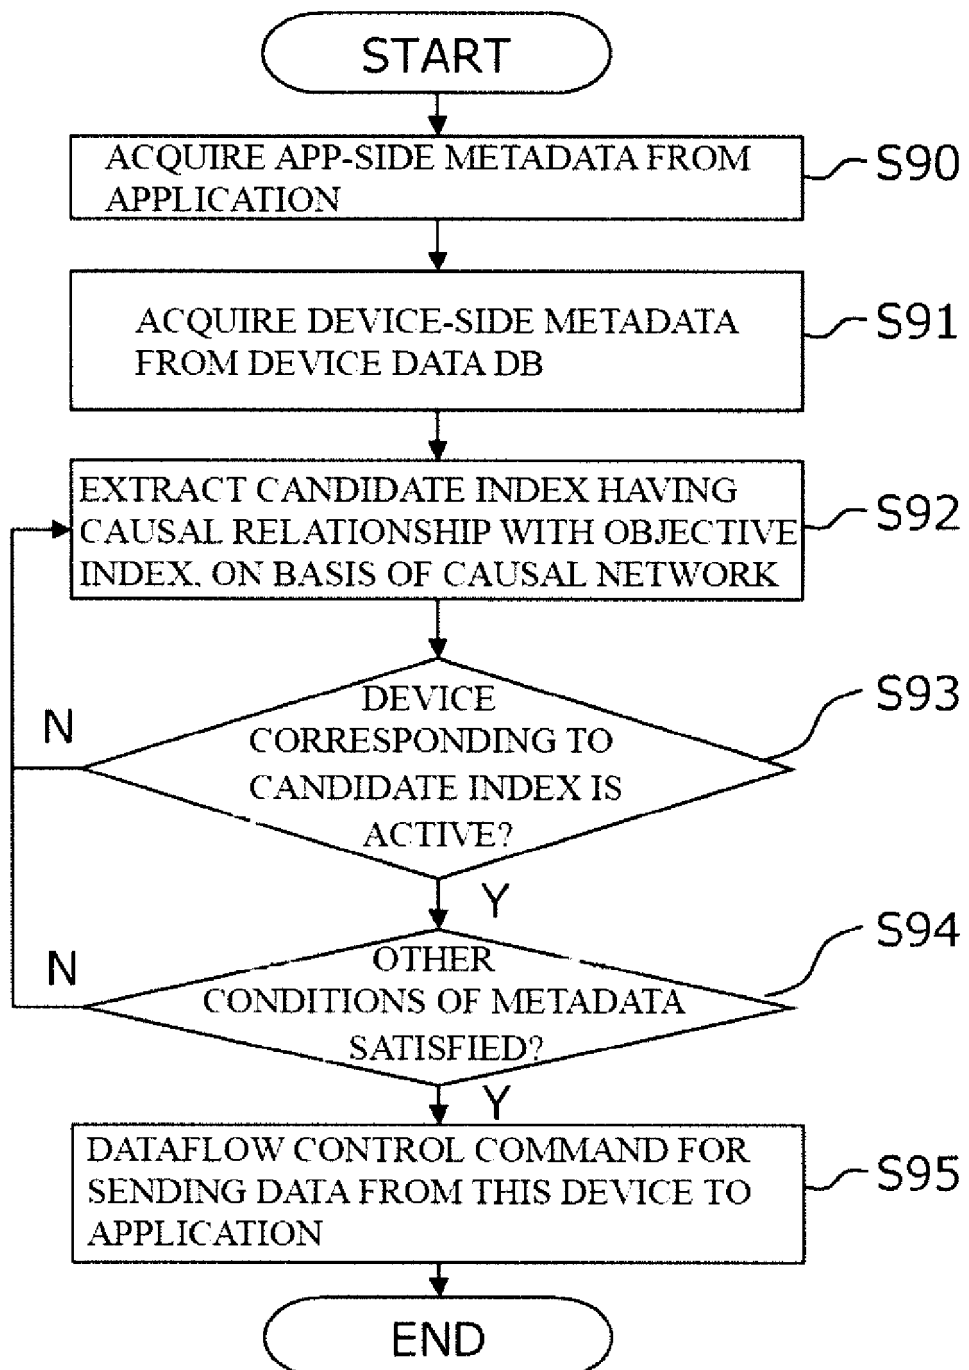 START
ACQUIRE APP-SIDE METADATA FROM
APPLICATION
S90
ACQUIRE DEVICE-SIDE METADATA
FROM DEVICE DATA DB
S91
EXTRACT CANDIDATE INDEX HAVING
CAUSAL RELATIONSHIP WITH OBJECTIVE
INDEX, ON BASIS OF CAUSAL NETWORK
S92
DEVICE
CORRESPONDING TO
CANDIDATE INDEX IS
ACTIVE?
S93
N
Y
OTHER
CONDITIONS OF METADATA
SATISFIED?
S94
N
Y
DATAFLOW CONTROL COMMAND FOR
SENDING DATA FROM THIS DEVICE TO
APPLICATION
S95
END